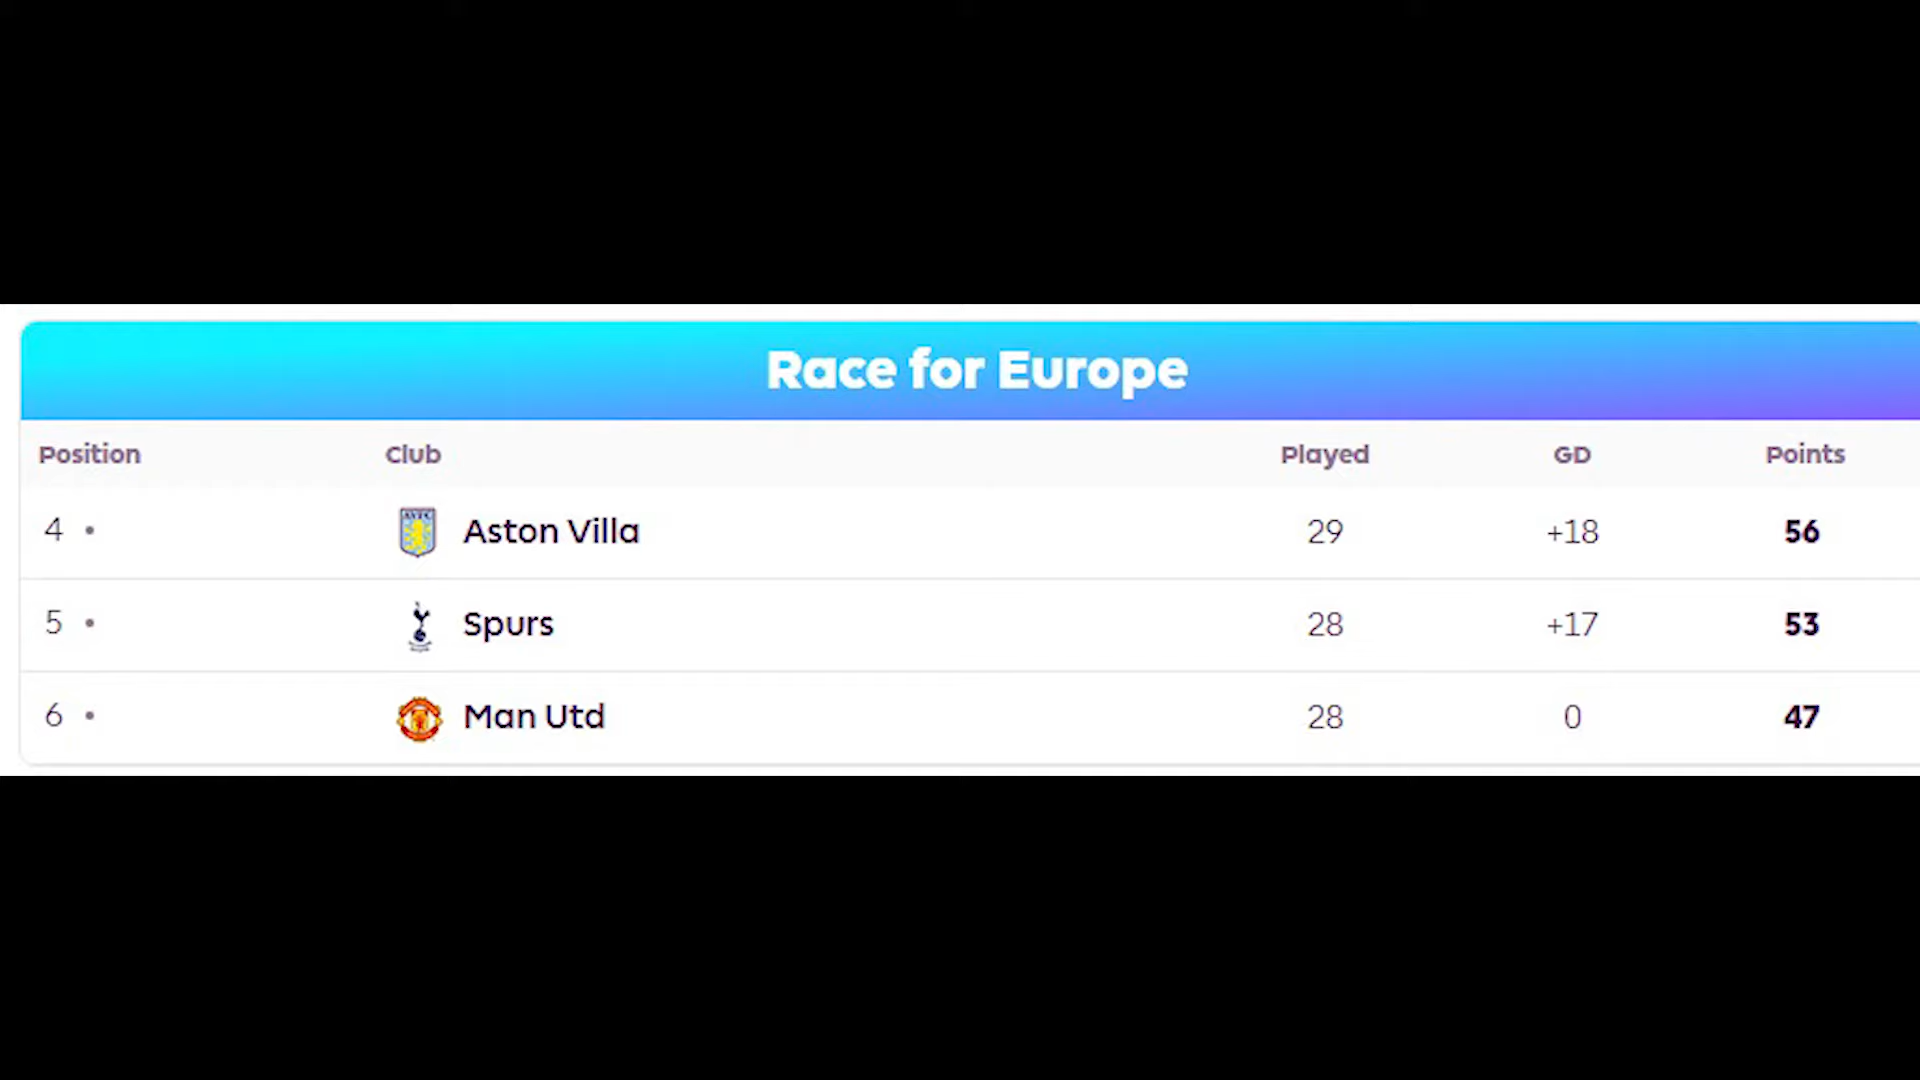 Race for Europe
Position Club Played GD Points
4 • Aston Villa 29 +18 56
5 • Spurs 28 +17 53
6 • Man Utd 28 0 47